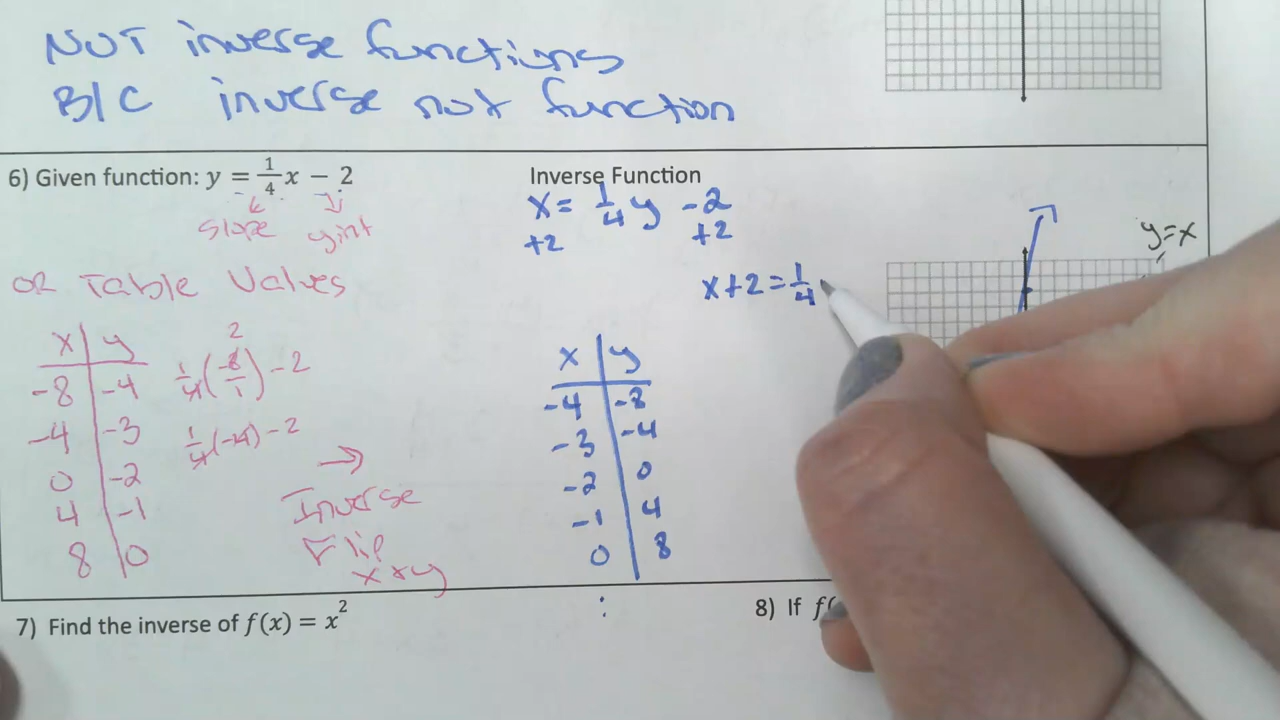 NOT inverse functions
B/C inverse not function
6) Given function: y = 1/4 x − 2
slope yint
OR Table Values
x y
-8 -4 1/4(-8/1) -2 2
-4 -3 1/4(-4) -2
0 -2
4 -1
8 0
→
Inverse
Flip
x + y
Inverse Function
x = 1/4 y -2
+2 +2
x+2 = 1/4
x y
-4 -8
-3 -4
-2 0
-1 4
0 8
:
y=x
7) Find the inverse of f(x) = x²
8) If f(